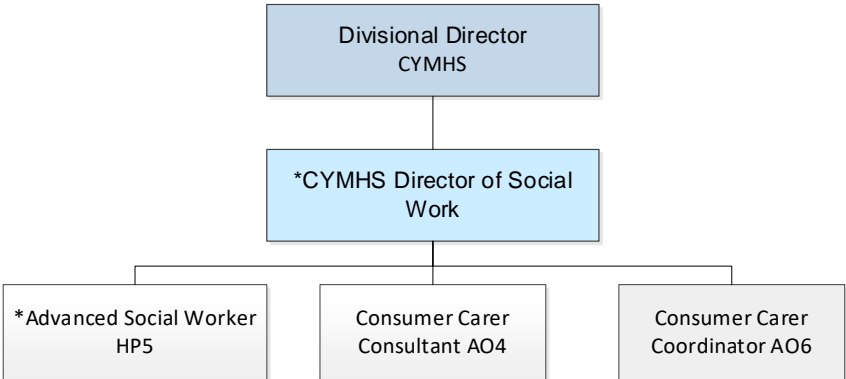 Divisional Director
CYMHS
*CYMHS Director of Social
Work
*Advanced Social Worker
HP5
Consumer Carer
Consultant AO4
Consumer Carer
Coordinator AO6